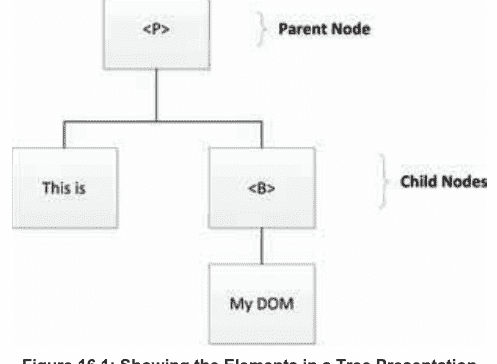 <P>
Parent Node
This is
<B>
Child Nodes
My DOM
Figure 16.1: Showing the Elements in a Tree Presentation